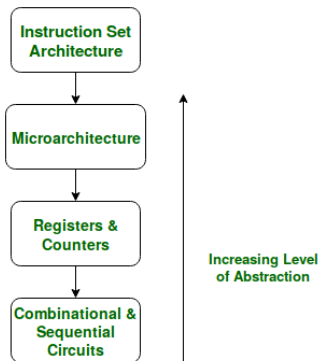 Instruction Set
Architecture
Microarchitecture
Registers &
Counters
Increasing Level
of Abstraction
Combinational &
Sequential
Circuits